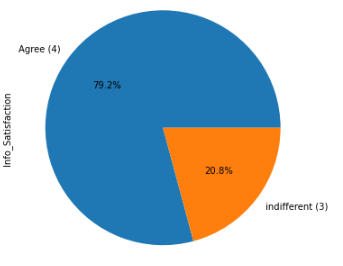 Agree (4)
79.2%
Info_Satisfaction
20.8%
indifferent (3)